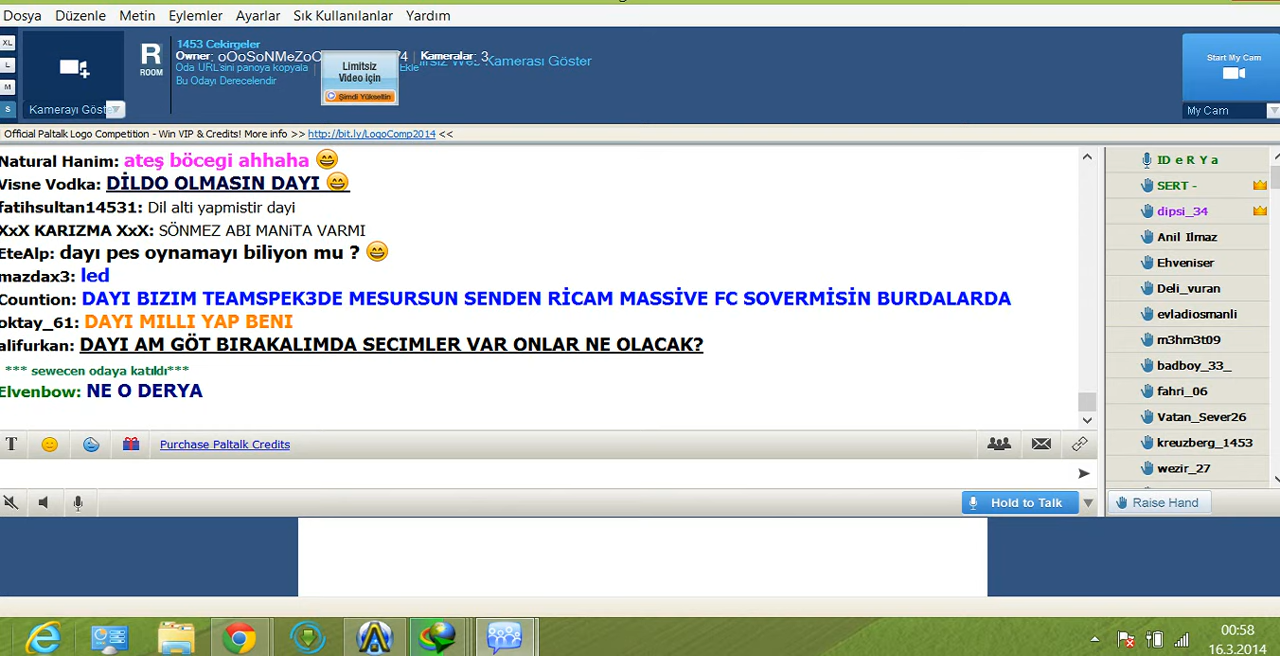 Dosya Düzenle Metin Eylemler Ayarlar Sık Kullanılanlar Yardım
XL
L
M
S
Kamerayı Göst
R
ROOM
1453 Cekirgeler
Owner: oOoSoNMeZoO 74 | Kameralar: 3
Oda URL'sini panoya kopyala | Ekle
Bu Odayı Derecelendir
Limitsiz
Video için
Şimdi Yükseltin
Web Kamerası Göster
Start My Cam
My Cam
Official Paltalk Logo Competition - Win VIP & Credits! More info >> http://bit.ly/LogoComp2014 <<
Natural Hanim: ateş böcegi ahhaha 😄
Visne Vodka: DİLDO OLMASIN DAYI 😄
fatihsultan14531: Dil alti yapmistir dayi
XxX KARIZMA XxX: SÖNMEZ ABI MANiTA VARMI
EteAlp: dayı pes oynamayı biliyon mu ? 😄
mazdax3: led
Countion: DAYI BIZIM TEAMSPEK3DE MESURSUN SENDEN RİCAM MASSİVE FC SOVERMİSİN BURDALARDA
oktay_61: DAYI MILLI YAP BENI
alifurkan: DAYI AM GÖT BIRAKALIMDA SECIMLER VAR ONLAR NE OLACAK?
*** sewecen odaya katıldı***
Elvenbow: NE O DERYA
ID e R Y a
SERT -
dipsi_34
Anil Ilmaz
Ehveniser
Deli_vuran
evladiosmanli
m3hm3t09
badboy_33_
fahri_06
Vatan_Sever26
kreuzberg_1453
wezir_27
T Purchase Paltalk Credits
Hold to Talk
Raise Hand
00:58
16.3.2014